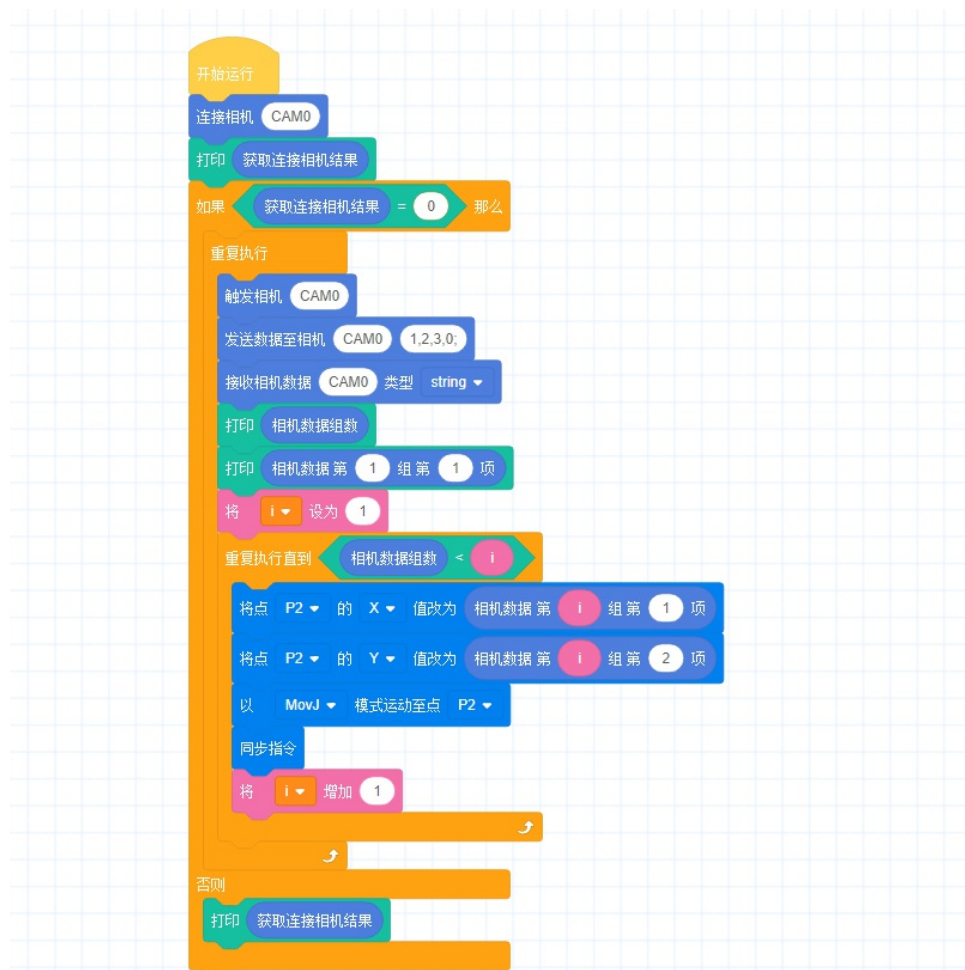 开始运行
连接相机 CAM0
打印 获取连接相机结果
如果 获取连接相机结果 = 0 那么
重复执行
触发相机 CAM0
发送数据至相机 CAM0 1,2,3,0;
接收相机数据 CAM0 类型 string
打印 相机数据组数
打印 相机数据 第 1 组 第 1 项
将 i 设为 1
重复执行直到 相机数据组数 < i
将点 P2 的 X 值改为 相机数据 第 i 组 第 1 项
将点 P2 的 Y 值改为 相机数据 第 i 组 第 2 项
以 MovJ 模式运动至点 P2
同步指令
将 i 增加 1
否则
打印 获取连接相机结果